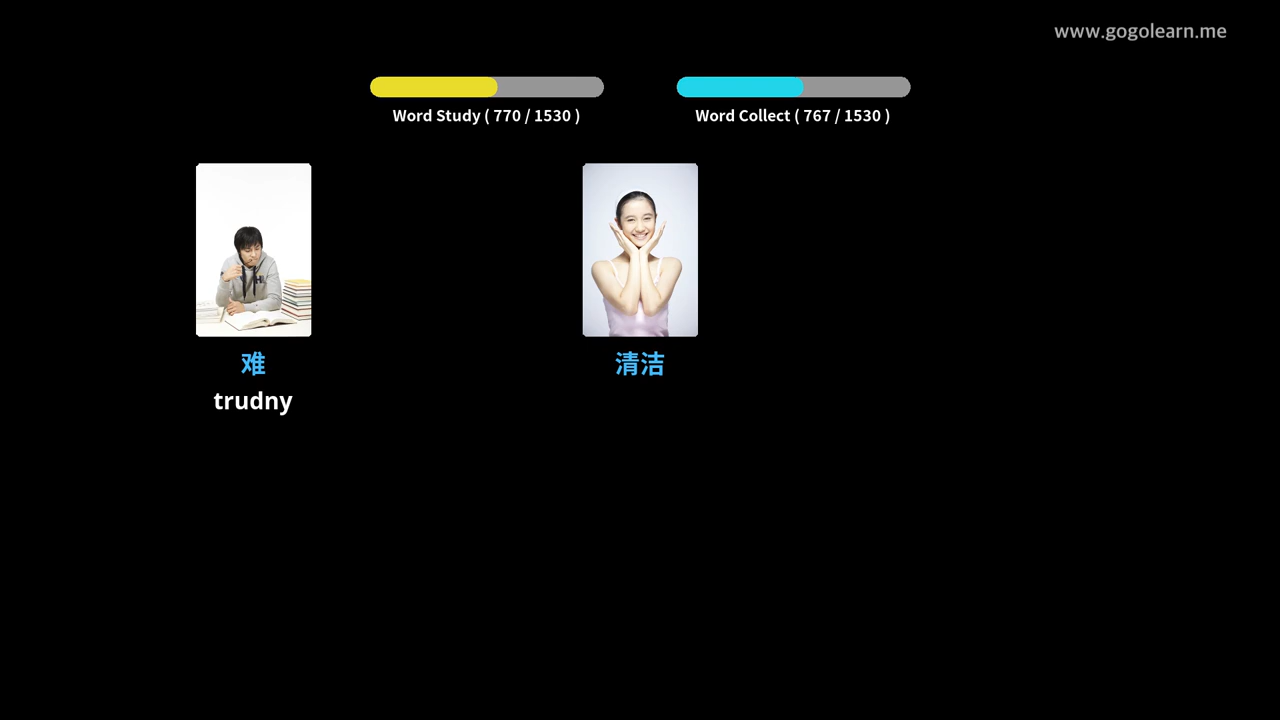 www.gogolearn.me
Word Study ( 770 / 1530 )
Word Collect ( 767 / 1530 )
难
trudny
清洁